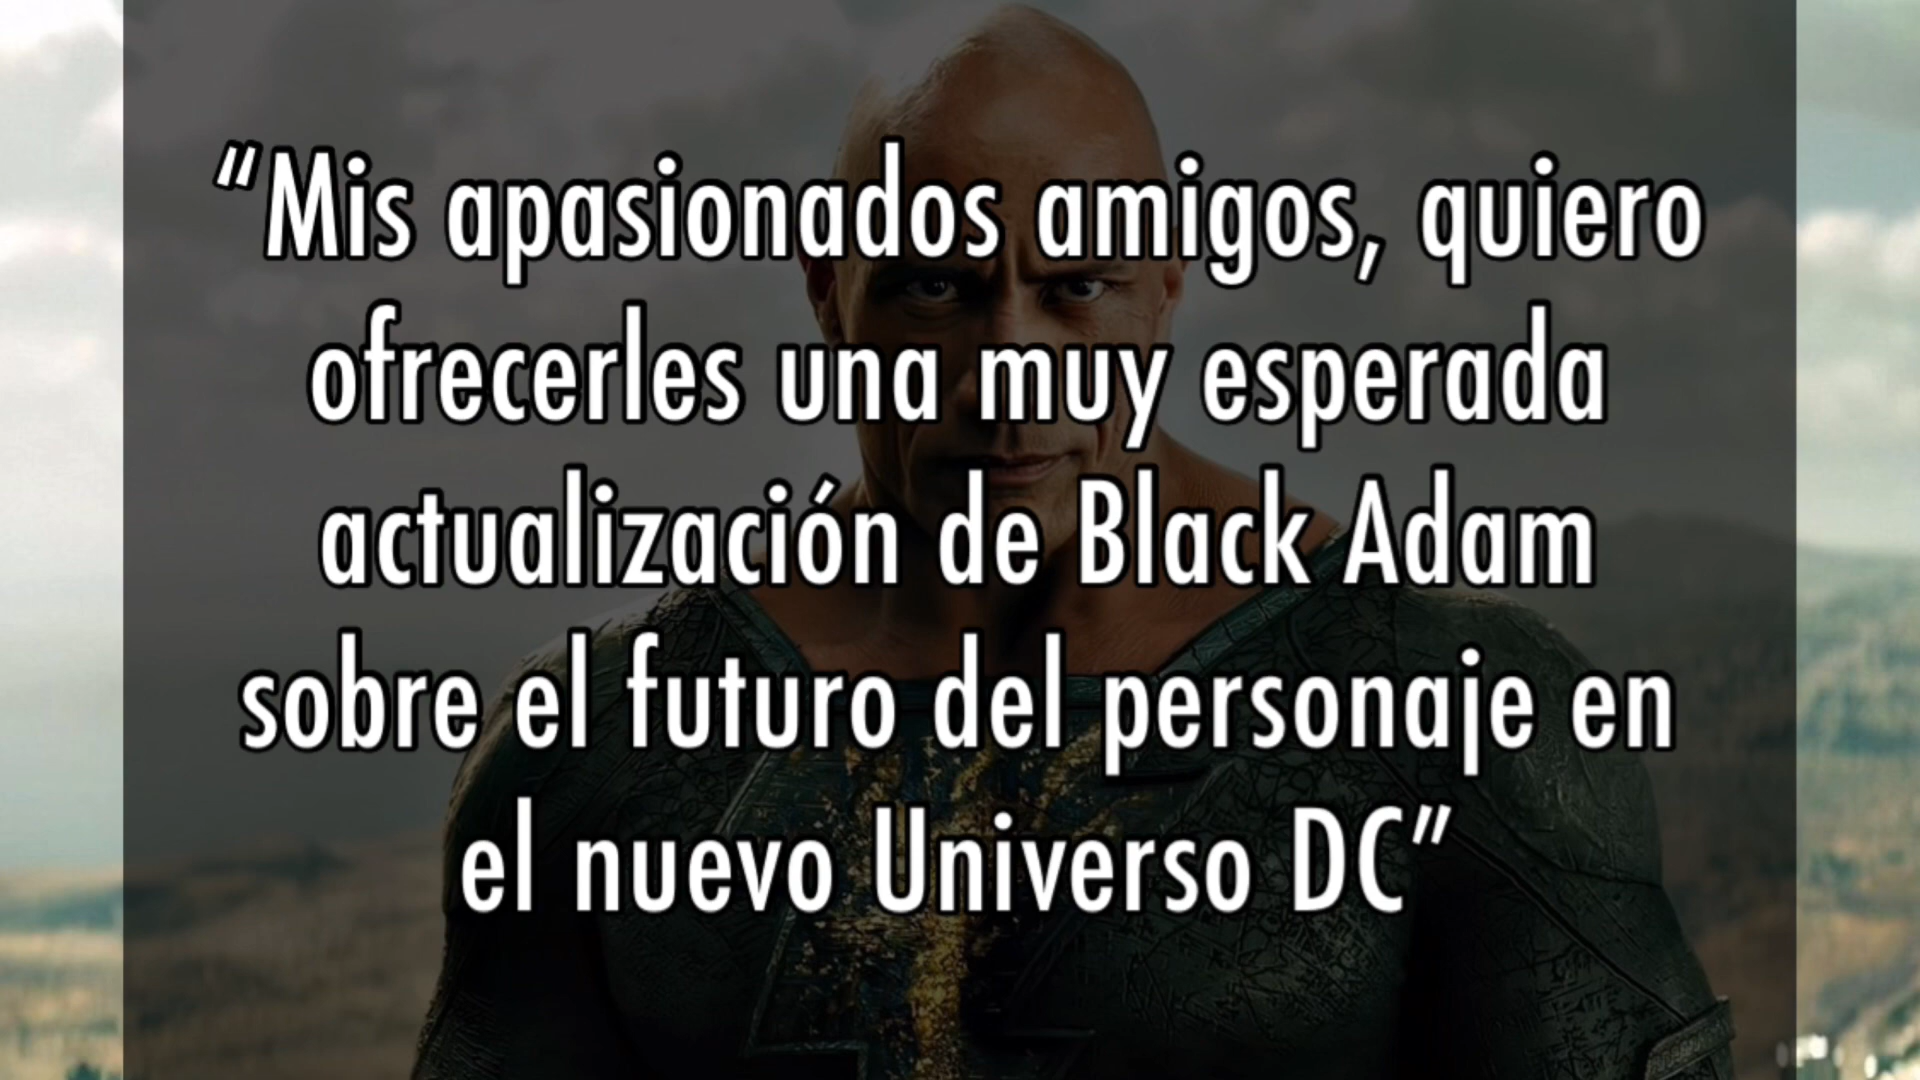 “Mis apasionados amigos, quiero
ofrecerles una muy esperada
actualización de Black Adam
sobre el futuro del personaje en
el nuevo Universo DC”